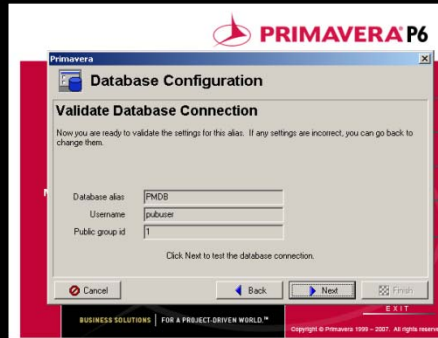 PRIMAVERA P6
Primavera
Database Configuration
Validate Database Connection
Now you are ready to validate the settings for this alias. If any settings are incorrect, you can go back to
change them.
Database alias PMDB
Username pubuser
Public group id 1
Click Next to test the database connection.
Cancel Back Next Finish
EXIT
BUSINESS SOLUTIONS FOR A PROJECT-DRIVEN WORLD.™
Copyright © Primavera 1999 – 2007. All rights reserve